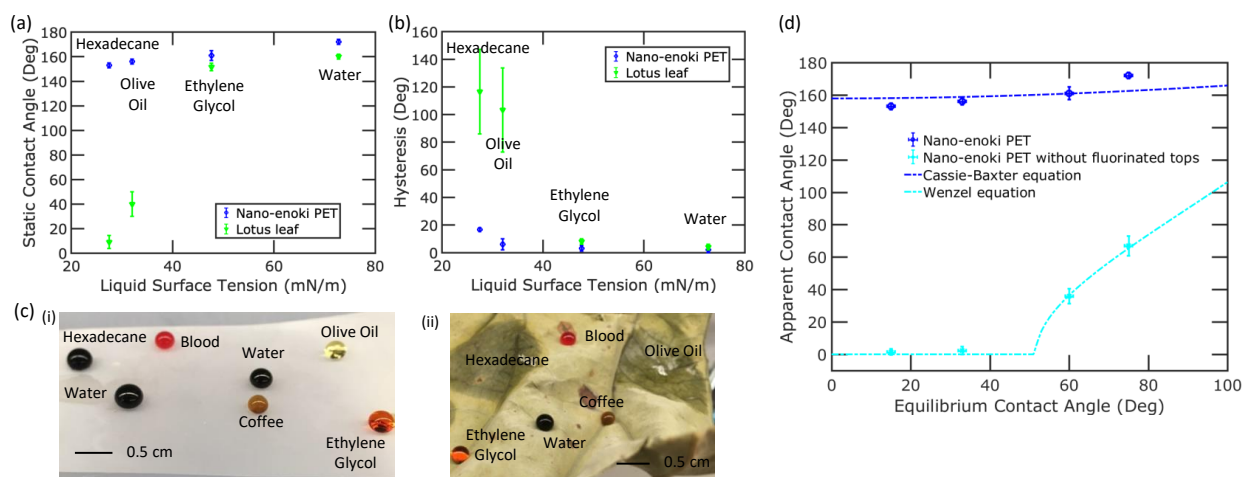 (a)
Static Contact Angle (Deg)
180
160
140
120
100
80
60
40
20
0
Hexadecane
Olive
Oil
Ethylene
Glycol
Water
Nano-enoki PET
Lotus leaf
20
40
60
80
Liquid Surface Tension (mN/m)
(b)
Hysteresis (Deg)
160
140
120
100
80
60
40
20
0
Hexadecane
Olive
Oil
Ethylene
Glycol
Water
Nano-enoki PET
Lotus leaf
20
40
60
80
Liquid Surface Tension (mN/m)
(c)
(i)
Hexadecane
Blood
Water
Olive Oil
Water
Coffee
Ethylene
Glycol
0.5 cm
(ii)
Blood
Hexadecane
Olive Oil
Coffee
Water
Ethylene
Glycol
0.5 cm
(d)
Apparent Contact Angle (Deg)
180
160
140
120
100
80
60
40
20
0
Nano-enoki PET
Nano-enoki PET without fluorinated tops
Cassie-Baxter equation
Wenzel equation
0
20
40
60
80
100
Equilibrium Contact Angle (Deg)